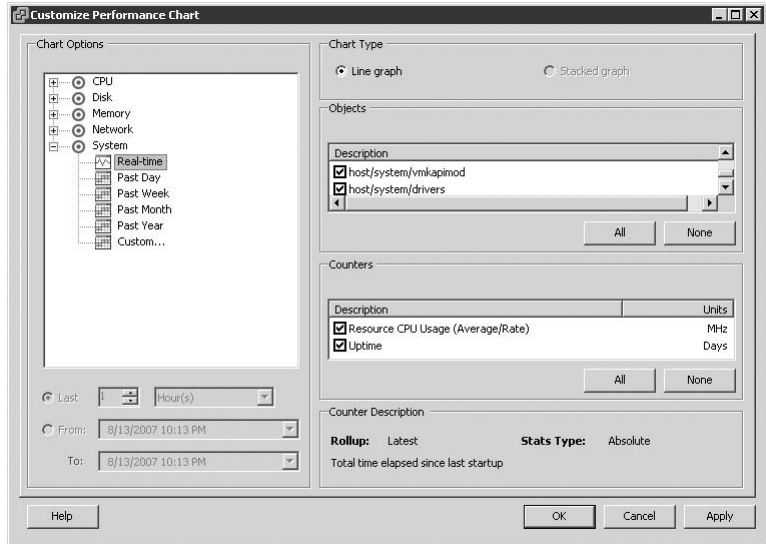 Customize Performance Chart
Chart Options
CPU
Disk
Memory
Network
System
Real-time
Past Day
Past Week
Past Month
Past Year
Custom...
Last 1 Hour(s)
From: 8/13/2007 10:13 PM
To: 8/13/2007 10:13 PM
Chart Type
Line graph Stacked graph
Objects
Description
host/system/vmkapimod
host/system/drivers
All None
Counters
Description Units
Resource CPU Usage (Average/Rate) MHz
Uptime Days
All None
Counter Description
Rollup: Latest Stats Type: Absolute
Total time elapsed since last startup
Help OK Cancel Apply